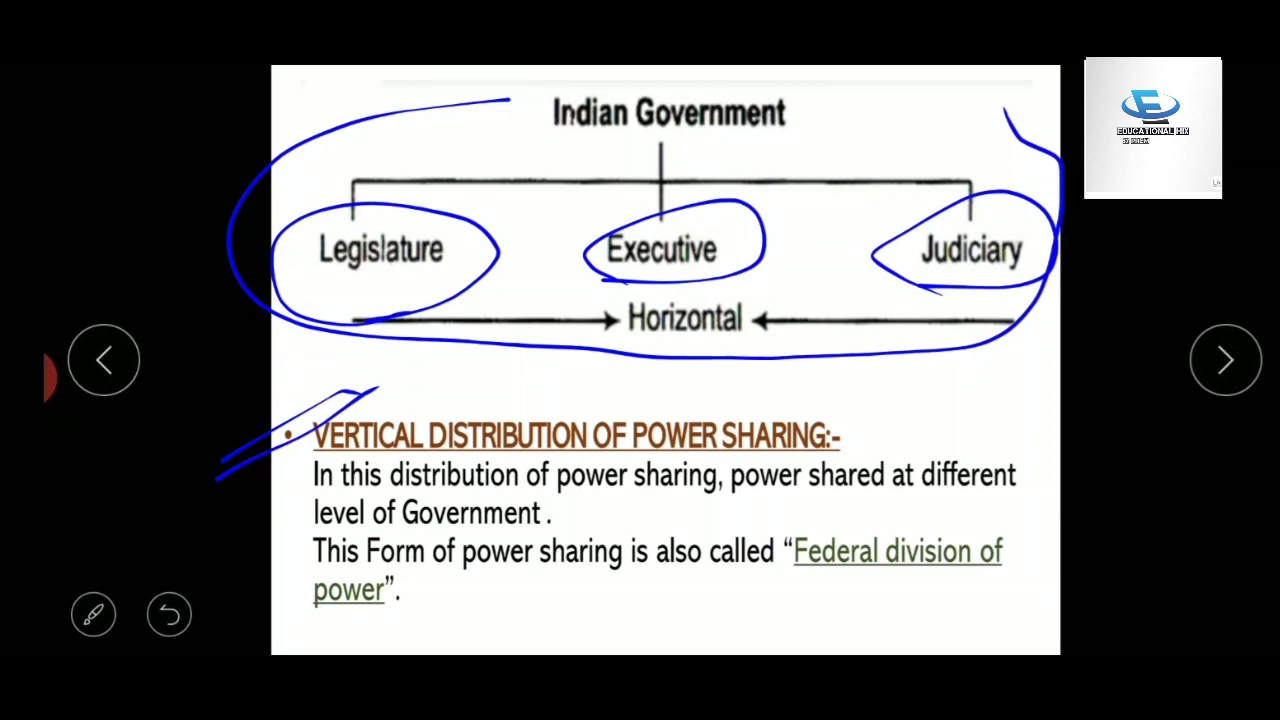 Indian Government
Legislature Executive Judiciary
Horizontal
• VERTICAL DISTRIBUTION OF POWER SHARING:-
In this distribution of power sharing, power shared at different
level of Government .
This Form of power sharing is also called “Federal division of
power”.
EDUCATIONAL